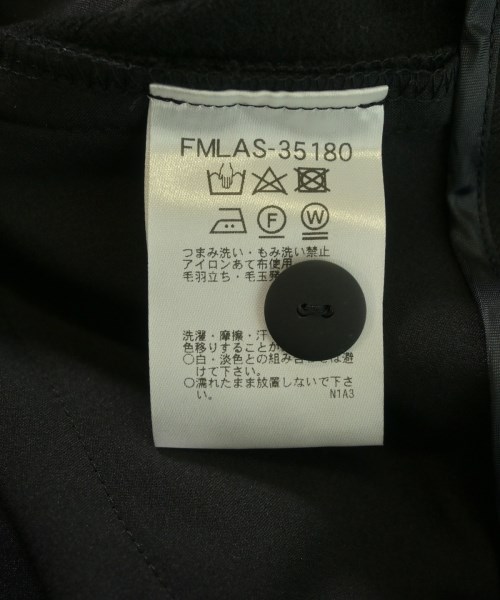 FMLAS-35180
F W
つまみ洗い・もみ洗い禁止
アイロンあて布使用
毛羽立ち・毛玉
洗濯・摩擦・汗
色移りすることが
○白・淡色との組み合 は避
けて下さい。
○濡れたまま放置しないで下さ
い。 N1A3